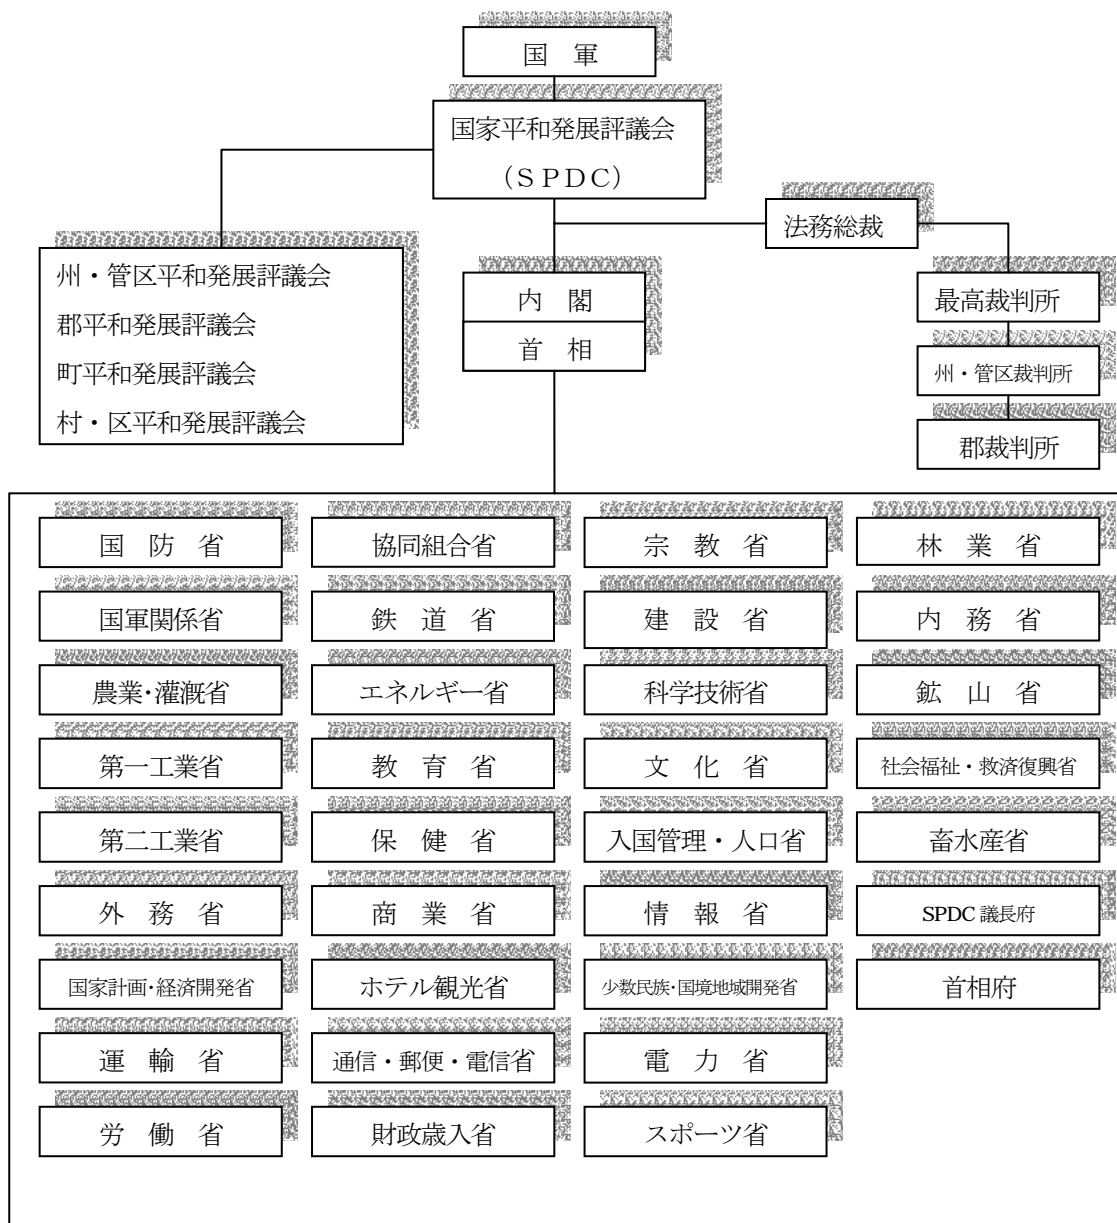 国 軍
国家平和発展評議会
（ＳＰＤＣ）
法務総裁
州・管区平和発展評議会
郡平和発展評議会
町平和発展評議会
村・区平和発展評議会
内 閣
首 相
最高裁判所
州・管区裁判所
郡裁判所
国 防 省
協同組合省
宗 教 省
林 業 省
国軍関係省
鉄 道 省
建 設 省
内 務 省
農業・灌漑省
エネルギー省
科学技術省
鉱 山 省
第一工業省
教 育 省
文 化 省
社会福祉・救済復興省
第二工業省
保 健 省
入国管理・人口省
畜水産省
外 務 省
商 業 省
情 報 省
SPDC 議長府
国家計画・経済開発省
ホテル観光省
少数民族・国境地域開発省
首相府
運 輸 省
通信・郵便・電信省
電 力 省
労 働 省
財政歳入省
スポーツ省